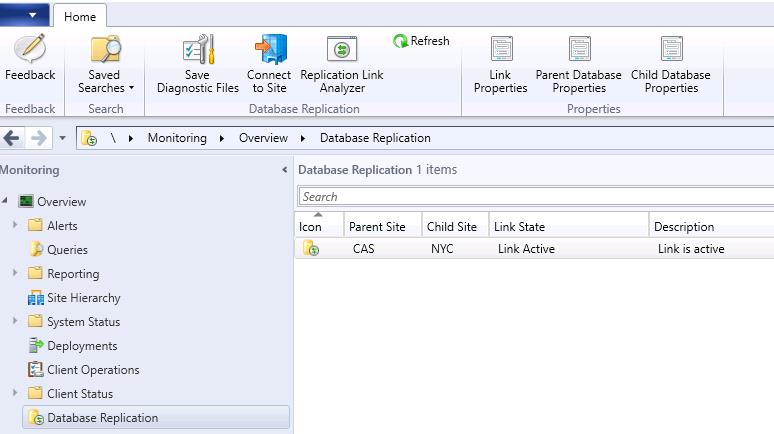 Home
Feedback
Saved Searches
Save Diagnostic Files
Connect to Site
Replication Link Analyzer
Refresh
Link Properties
Parent Database Properties
Child Database Properties
Feedback
Search
Database Replication
Properties
\ Monitoring Overview Database Replication
Monitoring
Overview
Alerts
Queries
Reporting
Site Hierarchy
System Status
Deployments
Client Operations
Client Status
Database Replication
Database Replication 1 items
Search
Icon Parent Site Child Site Link State Description
CAS NYC Link Active Link is active